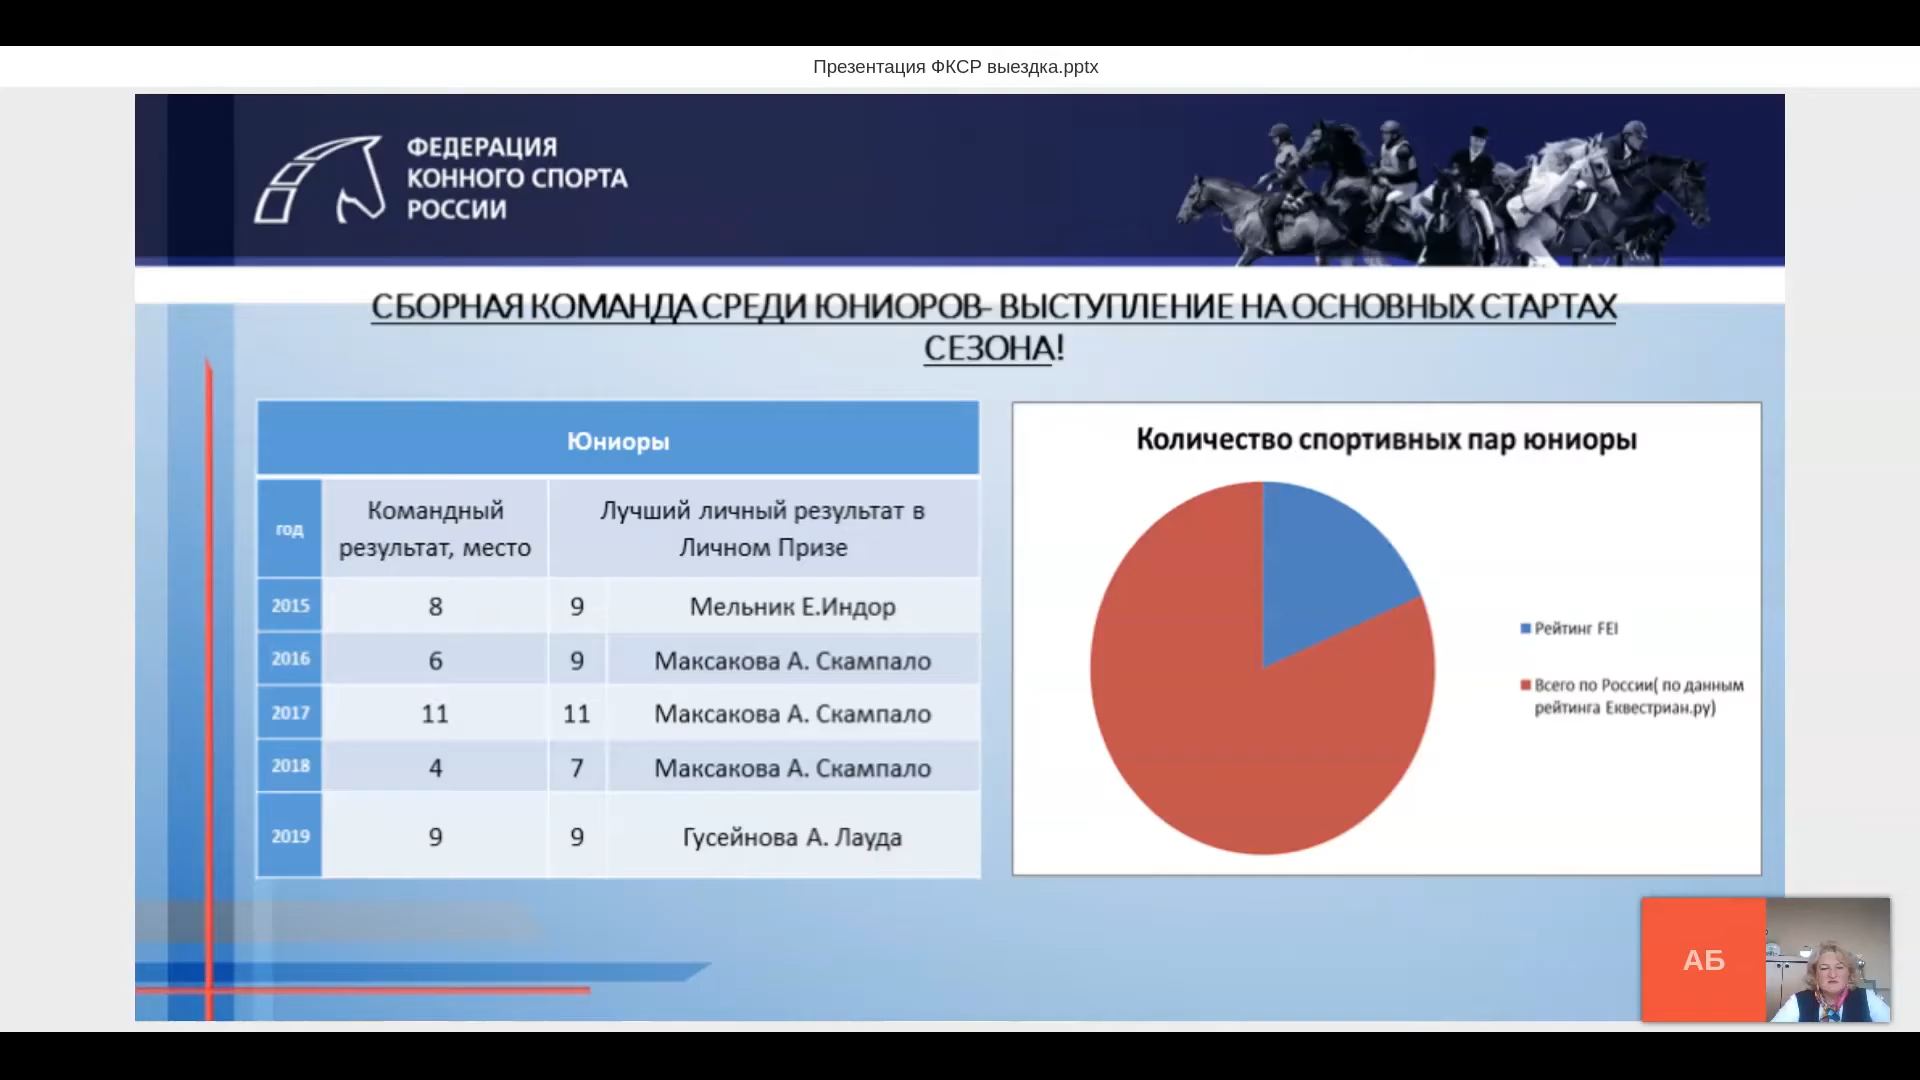 Презентация ФКСР выездка.pptx
ФЕДЕРАЦИЯ
КОННОГО СПОРТА
РОССИИ
СБОРНАЯ КОМАНДА СРЕДИ ЮНИОРОВ- ВЫСТУПЛЕНИЕ НА ОСНОВНЫХ СТАРТАХ
СЕЗОНА!
Юниоры
год
Командный
результат, место
Лучший личный результат в
Личном Призе
2015 8 9 Мельник Е.Индор
2016 6 9 Максакова А. Скампало
2017 11 11 Максакова А. Скампало
2018 4 7 Максакова А. Скампало
2019 9 9 Гусейнова А. Лауда
Количество спортивных пар юниоры
Рейтинг FEI
Всего по России( по данным
рейтинга Еквестриан.ру)
АБ